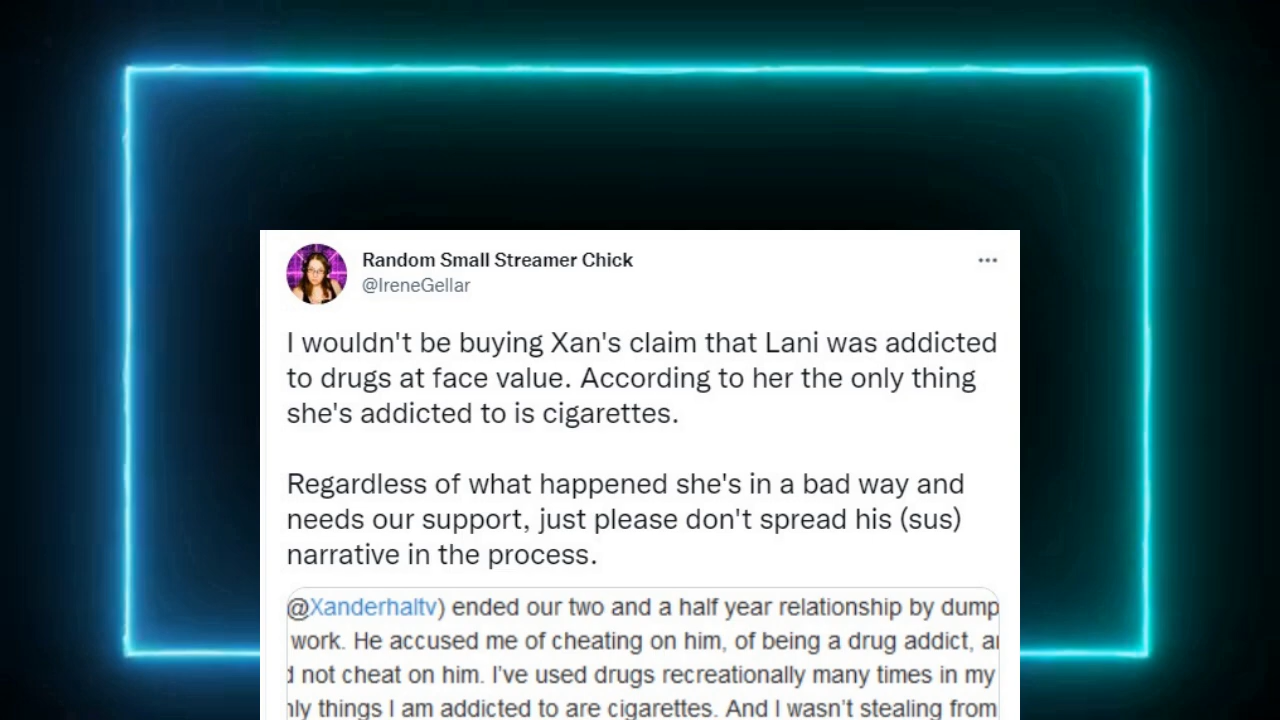 Random Small Streamer Chick
@IreneGellar
I wouldn't be buying Xan's claim that Lani was addicted
to drugs at face value. According to her the only thing
she's addicted to is cigarettes.
Regardless of what happened she's in a bad way and
needs our support, just please don't spread his (sus)
narrative in the process.
@Xanderhaltv) ended our two and a half year relationship by dump
work. He accused me of cheating on him, of being a drug addict,
not cheat on him. I've used drugs recreationally many times in my
things I am addicted to are cigarettes. And I wasn't stealing from